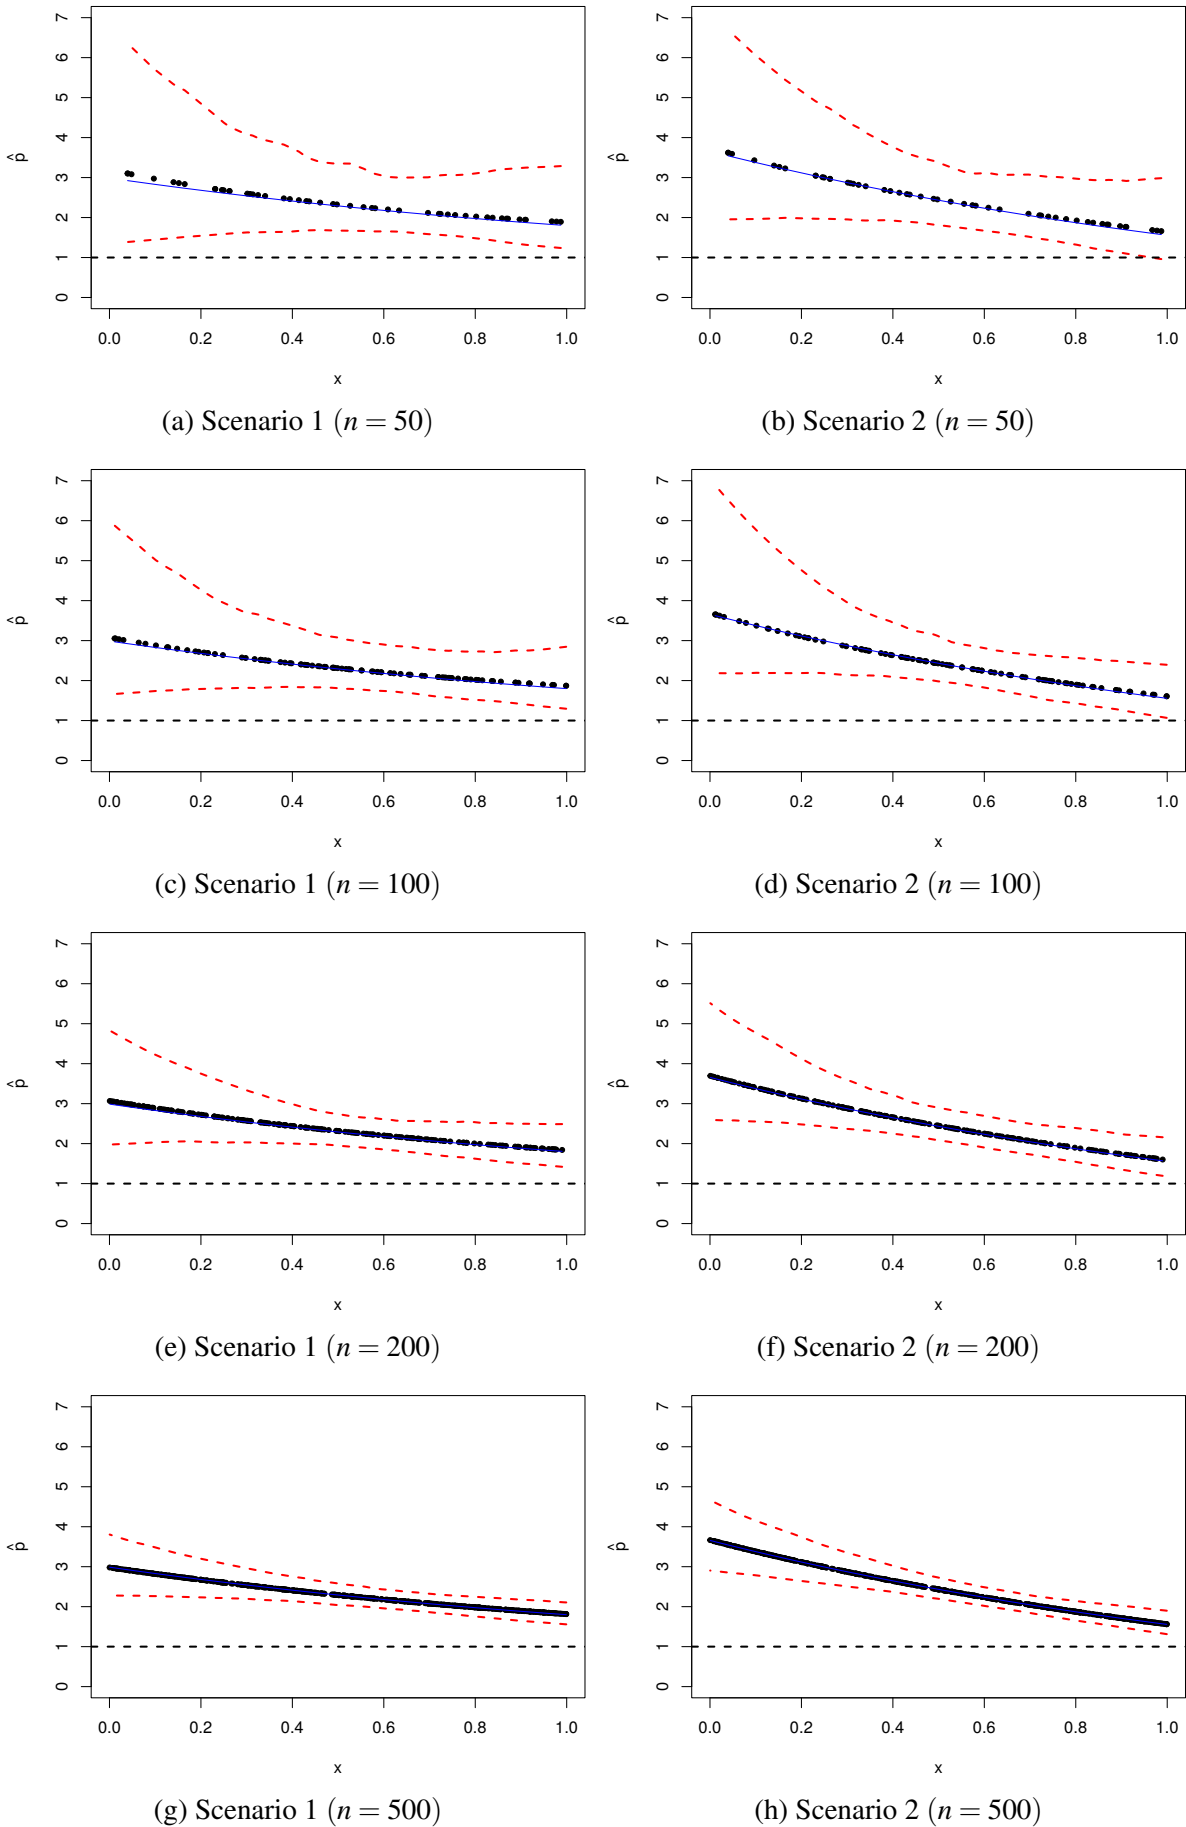 7 7
6 6
5 5
4 4
p̂ 3 p̂ 3
2 2
1 1
0 0
0.0 0.2 0.4 0.6 0.8 1.0 0.0 0.2 0.4 0.6 0.8 1.0
x x
(a) Scenario 1 (n = 50) (b) Scenario 2 (n = 50)
7 7
6 6
5 5
4 4
p̂ 3 p̂ 3
2 2
1 1
0 0
0.0 0.2 0.4 0.6 0.8 1.0 0.0 0.2 0.4 0.6 0.8 1.0
x x
(c) Scenario 1 (n = 100) (d) Scenario 2 (n = 100)
7 7
6 6
5 5
4 4
p̂ 3 p̂ 3
2 2
1 1
0 0
0.0 0.2 0.4 0.6 0.8 1.0 0.0 0.2 0.4 0.6 0.8 1.0
x x
(e) Scenario 1 (n = 200) (f) Scenario 2 (n = 200)
7 7
6 6
5 5
4 4
p̂ 3 p̂ 3
2 2
1 1
0 0
0.0 0.2 0.4 0.6 0.8 1.0 0.0 0.2 0.4 0.6 0.8 1.0
x x
(g) Scenario 1 (n = 500) (h) Scenario 2 (n = 500)